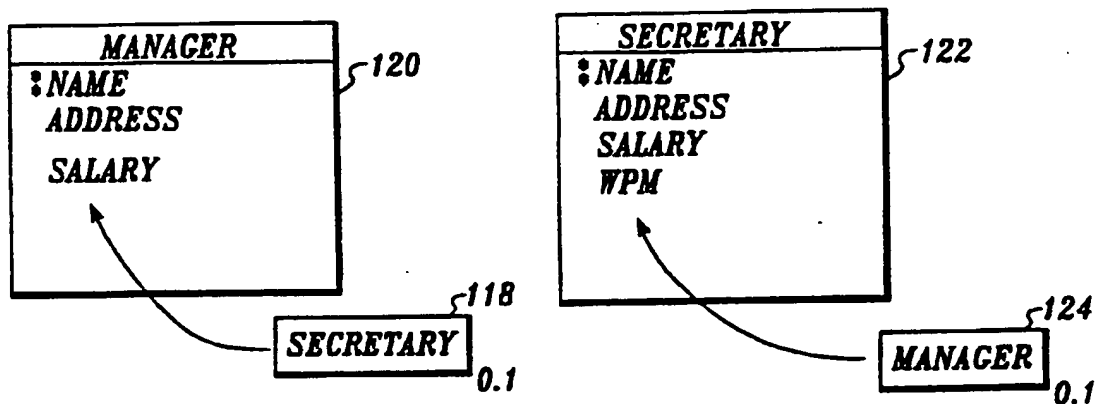 MANAGER
120
:NAME
ADDRESS
SALARY
118
SECRETARY
0.1
SECRETARY
122
:NAME
ADDRESS
SALARY
WPM
124
MANAGER
0.1